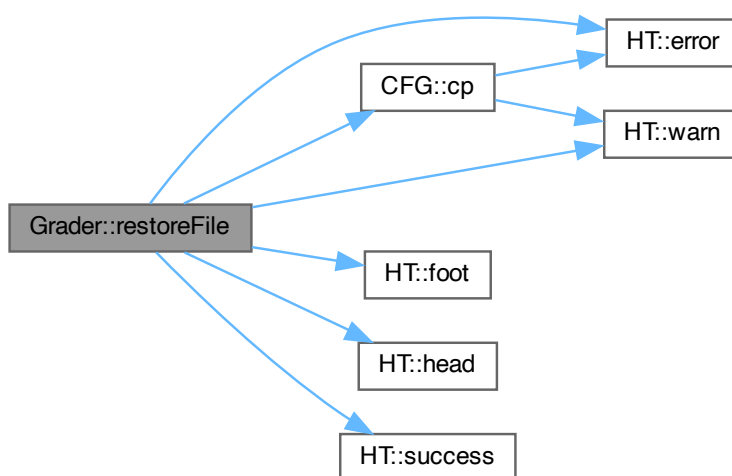 HT::error
CFG::cp
HT::warn
Grader::restoreFile
HT::foot
HT::head
HT::success